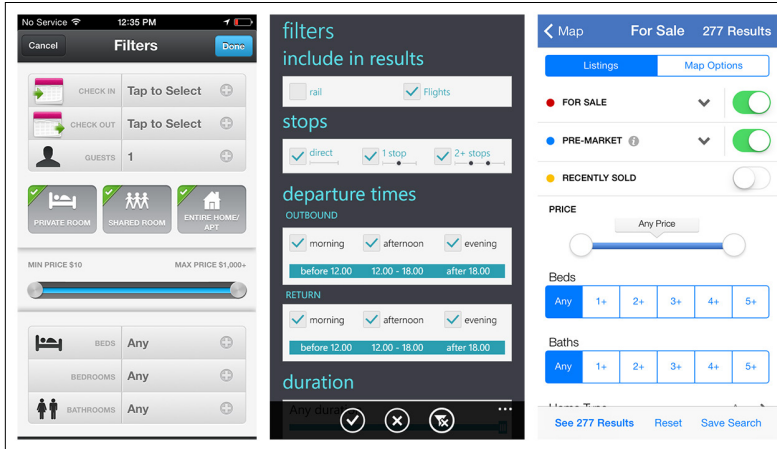 No Service 12:35 PM
Cancel Filters Done
CHECK IN Tap to Select
CHECK OUT Tap to Select
GUESTS 1
PRIVATE ROOM SHARED ROOM ENTIRE HOME/
APT
MIN PRICE $10 MAX PRICE $1,000+
BEDS Any
BEDROOMS Any
BATHROOMS Any
filters
include in results
rail Flights
stops
direct 1 stop 2+ stops
departure times
OUTBOUND
morning afternoon evening
before 12.00 12.00 - 18.00 after 18.00
RETURN
morning afternoon evening
before 12.00 12.00 - 18.00 after 18.00
duration
Any duration
Map For Sale 277 Results
Listings Map Options
FOR SALE
PRE-MARKET
RECENTLY SOLD
PRICE
Any Price
Beds
Any 1+ 2+ 3+ 4+ 5+
Baths
Any 1+ 2+ 3+ 4+ 5+
Home Type
See 277 Results Reset Save Search